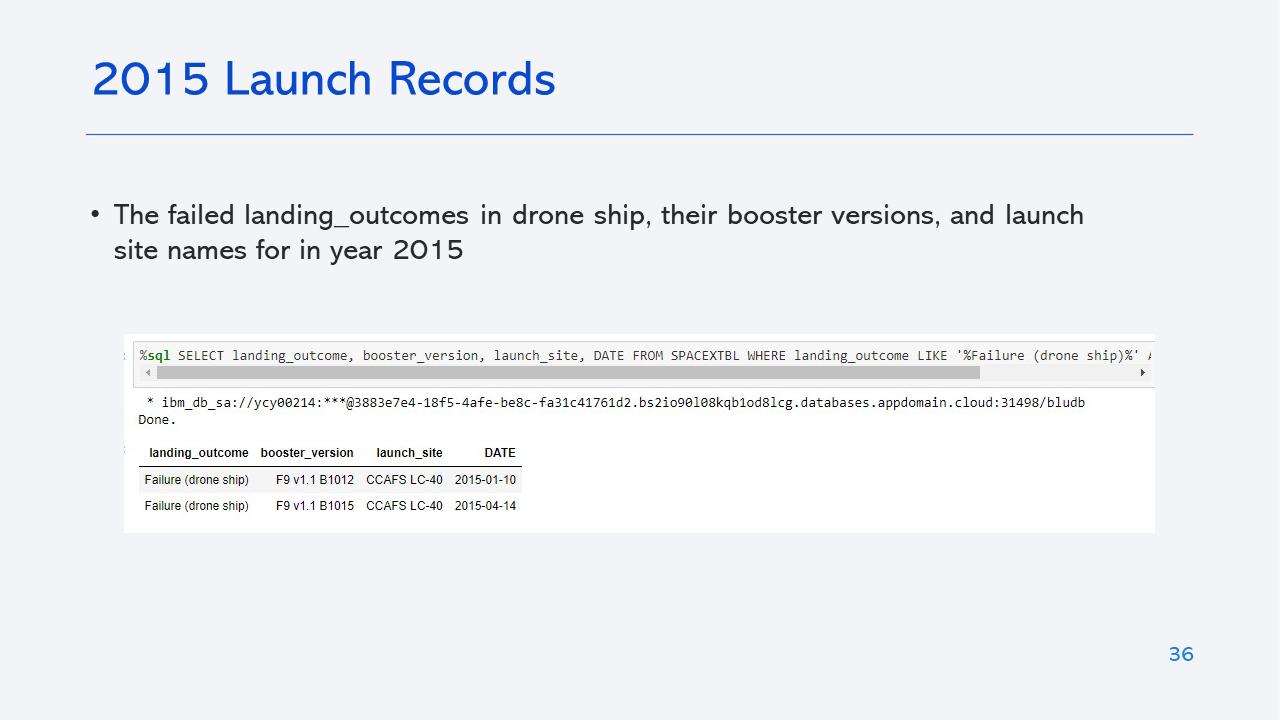 2015 Launch Records
• The failed landing_outcomes in drone ship, their booster versions, and launch
site names for in year 2015
%sql SELECT landing_outcome, booster_version, launch_site, DATE FROM SPACEXTBL WHERE landing_outcome LIKE '%Failure (drone ship)%'
* ibm_db_sa://ycy00214:***@3883e7e4-18f5-4afe-be8c-fa31c41761d2.bs2io90l08kqb1od8lcg.databases.appdomain.cloud:31498/bludb
Done.
landing_outcome booster_version launch_site DATE
Failure (drone ship) F9 v1.1 B1012 CCAFS LC-40 2015-01-10
Failure (drone ship) F9 v1.1 B1015 CCAFS LC-40 2015-04-14
36